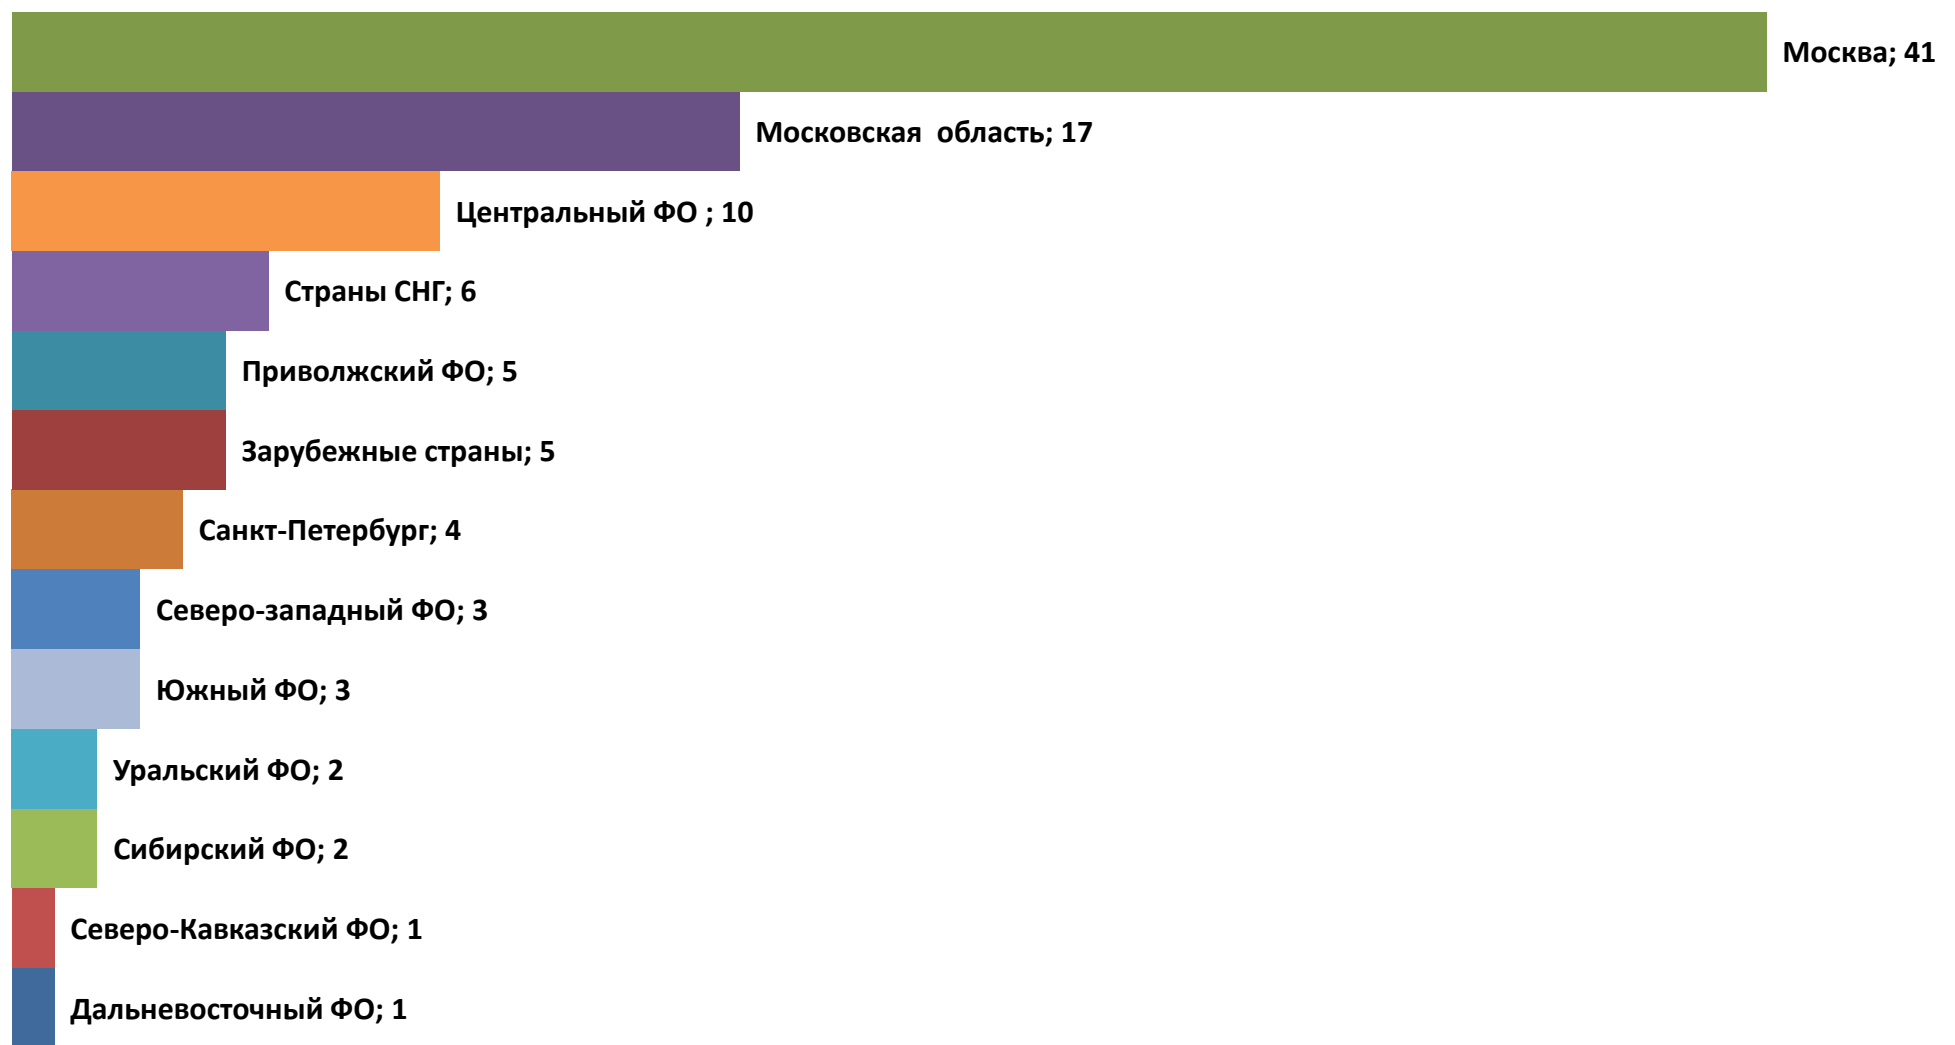 Москва; 41
Московская  область; 17
Центральный ФО ; 10
Страны СНГ; 6
Приволжский ФО; 5
Зарубежные страны; 5
Санкт-Петербург; 4
Северо-западный ФО; 3
Южный ФО; 3
Уральский ФО; 2
Сибирский ФО; 2
Северо-Кавказский ФО; 1
Дальневосточный ФО; 1